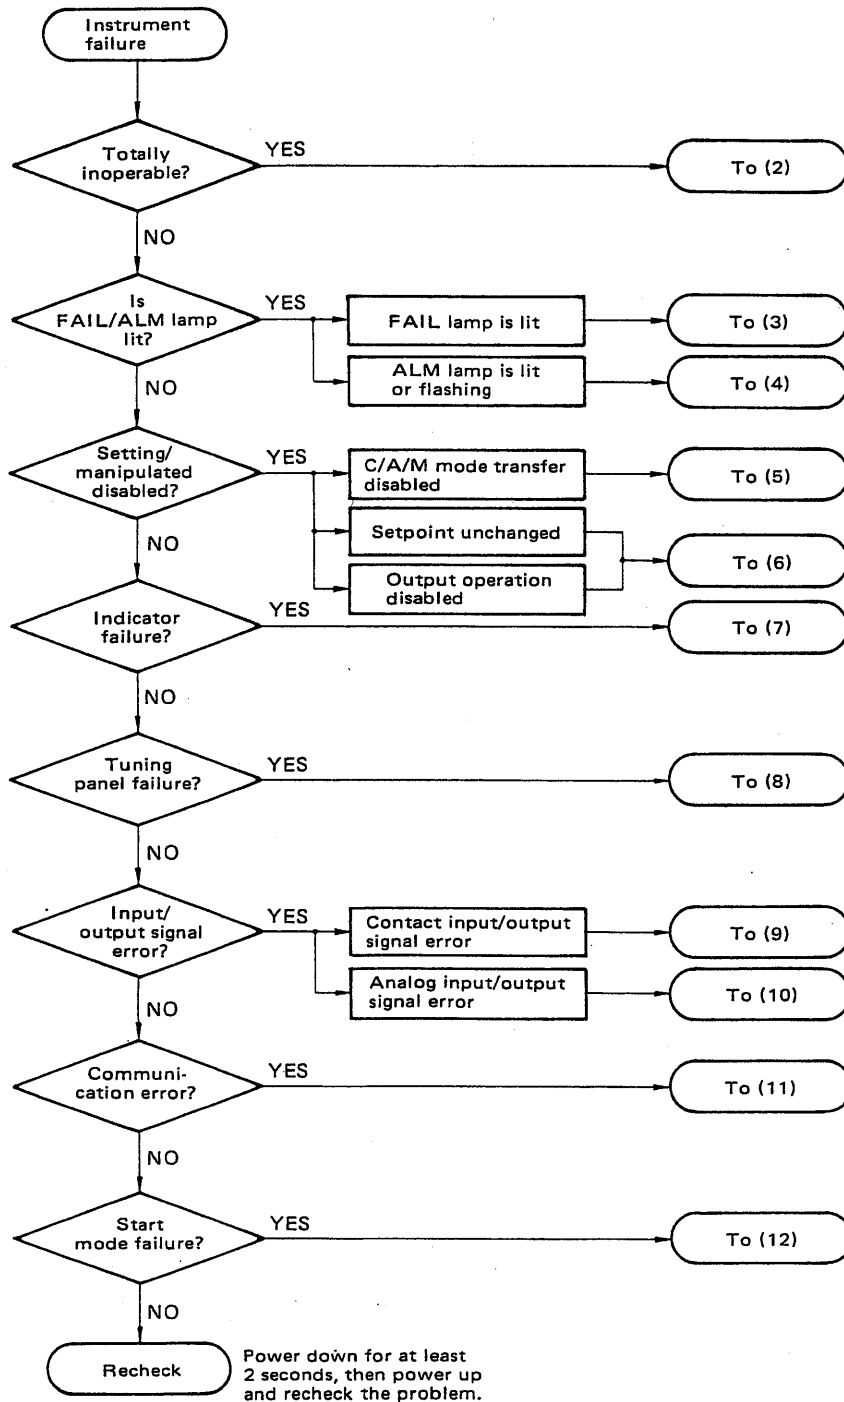 Instrument
failure
Totally
inoperable?
YES
To (2)
NO
Is
FAIL/ALM lamp
lit?
YES
FAIL lamp is lit
To (3)
ALM lamp is lit
or flashing
To (4)
NO
Setting/
manipulated
disabled?
YES
C/A/M mode transfer
disabled
To (5)
Setpoint unchanged
Output operation
disabled
To (6)
NO
Indicator
failure?
YES
To (7)
NO
Tuning
panel failure?
YES
To (8)
NO
Input/
output signal
error?
YES
Contact input/output
signal error
To (9)
Analog input/output
signal error
To (10)
NO
Communi-
cation error?
YES
To (11)
NO
Start
mode failure?
YES
To (12)
NO
Recheck
Power down for at least
2 seconds, then power up
and recheck the problem.